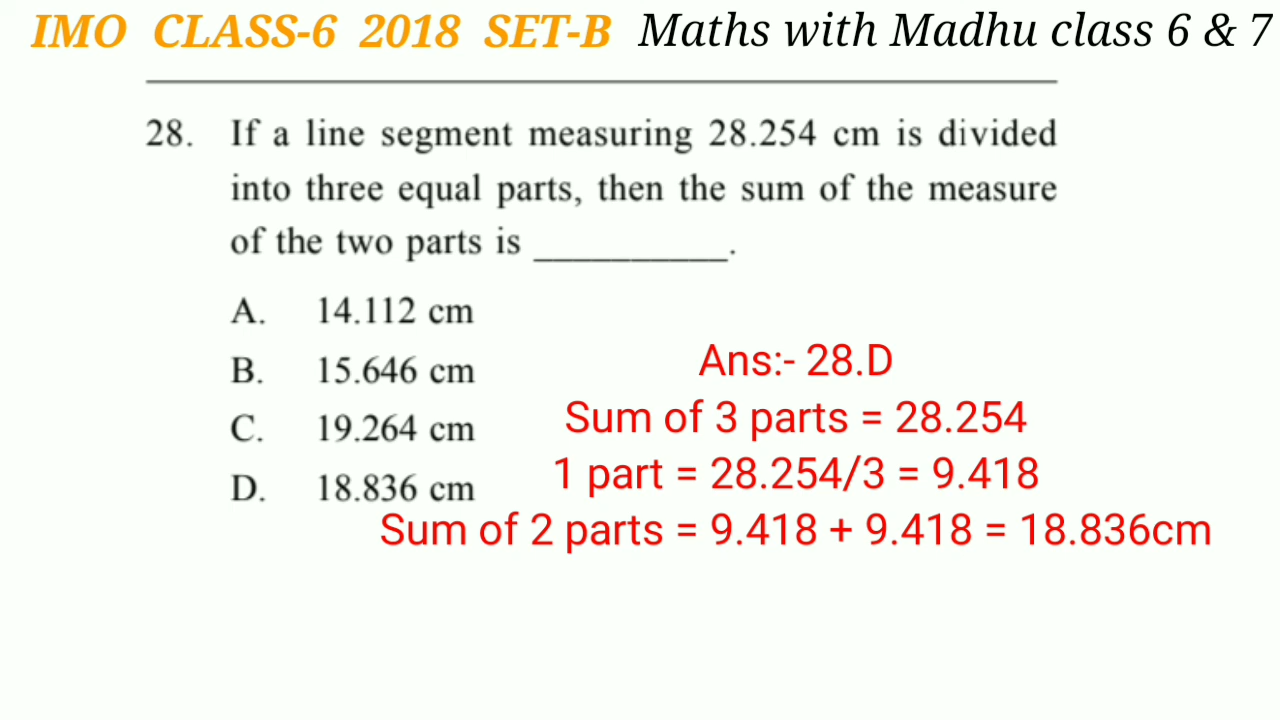 IMO CLASS-6 2018 SET-B Maths with Madhu class 6 & 7
28. If a line segment measuring 28.254 cm is divided
into three equal parts, then the sum of the measure
of the two parts is __________.
A. 14.112 cm
B. 15.646 cm
C. 19.264 cm
D. 18.836 cm
Ans:- 28.D
Sum of 3 parts = 28.254
1 part = 28.254/3 = 9.418
Sum of 2 parts = 9.418 + 9.418 = 18.836cm